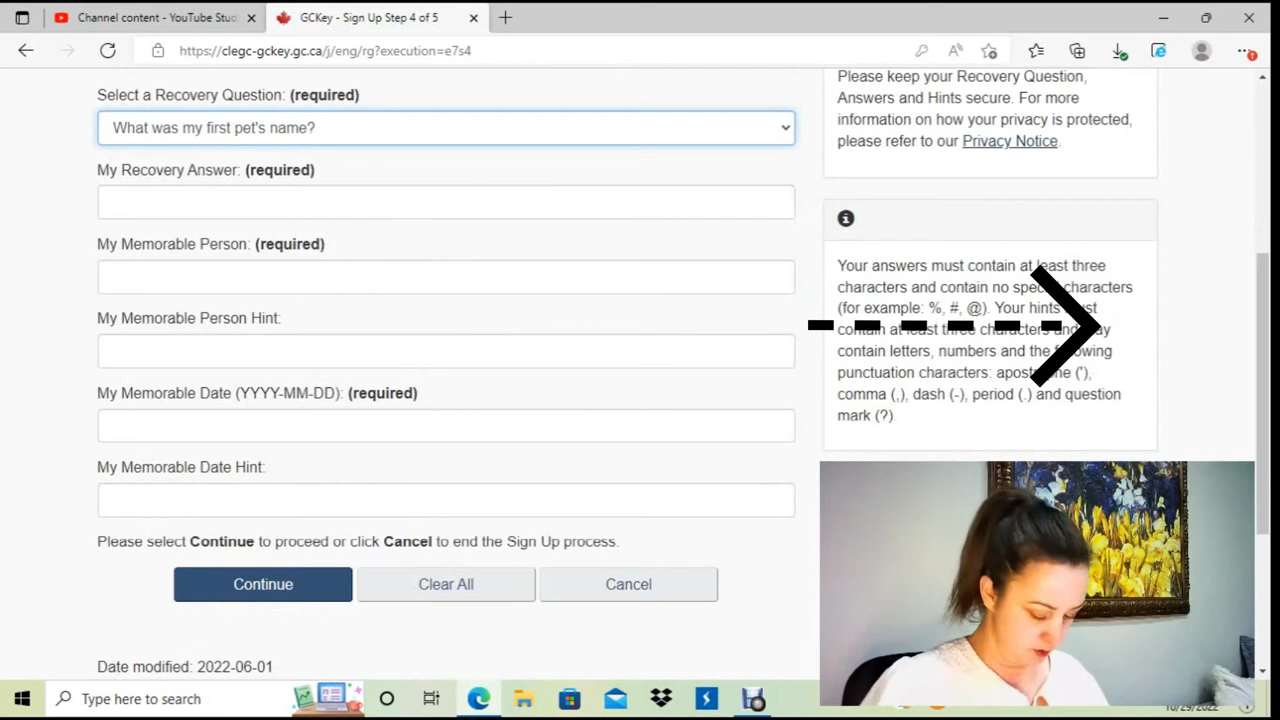 Channel content - YouTube Stud
GCKey - Sign Up Step 4 of 5
https://clegc-gckey.gc.ca/j/eng/rg?execution=e7s4
Select a Recovery Question: (required)
What was my first pet's name?
My Recovery Answer: (required)
My Memorable Person: (required)
My Memorable Person Hint:
My Memorable Date (YYYY-MM-DD): (required)
My Memorable Date Hint:
Please select Continue to proceed or click Cancel to end the Sign Up process.
Continue
Clear All
Cancel
Date modified: 2022-06-01
Please keep your Recovery Question,
Answers and Hints secure. For more
information on how your privacy is protected,
please refer to our Privacy Notice.
Your answers must contain at least three
characters and contain no special characters
(for example: %, #, @). Your hints must
contain at least three characters and may
contain letters, numbers and the following
punctuation characters: apostrophe ('),
comma (,), dash (-), period (.) and question
mark (?)
Type here to search
10/29/2022